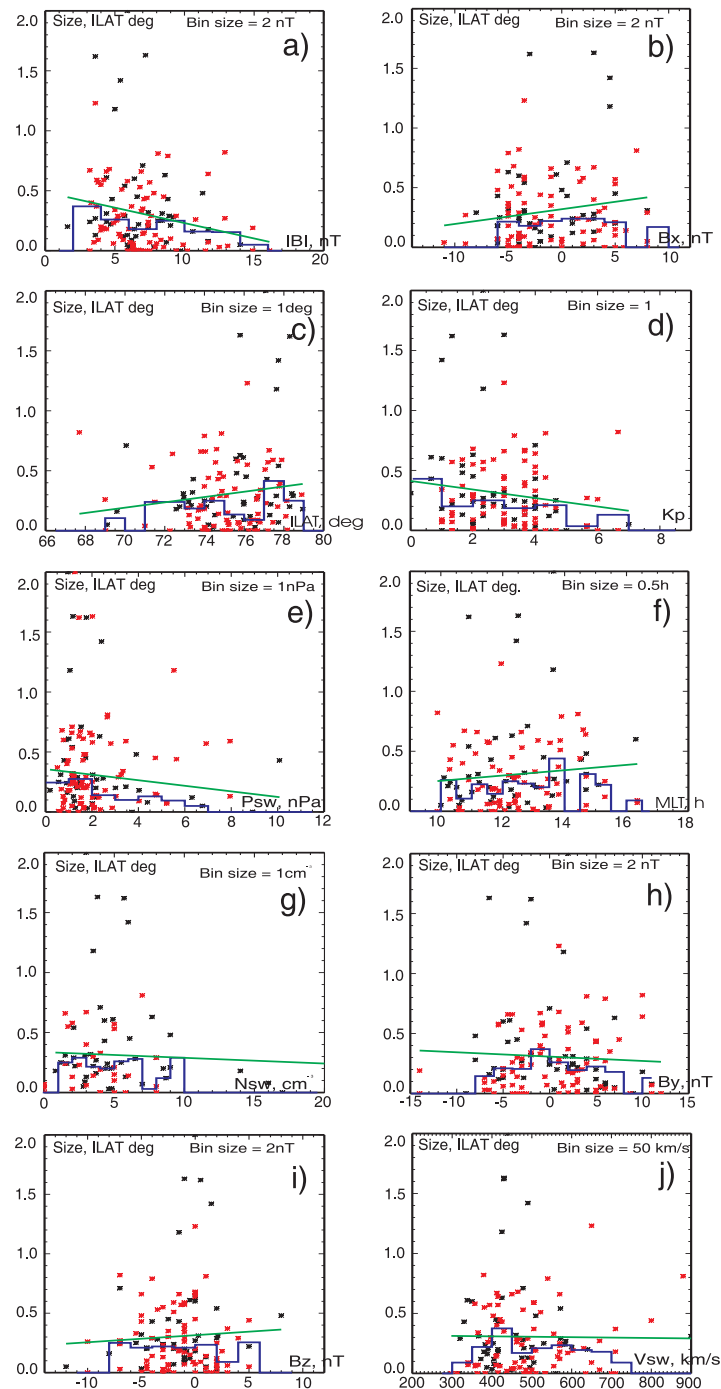 2.0 Size, ILAT deg Bin size = 2 nT
a)
1.5
1.0
0.5
0.0
IBI, nT
0 5 10 15 20
2.0 Size, ILAT deg Bin size = 2 nT
b)
1.5
1.0
0.5
0.0
Bx, nT
-10 -5 0 5 10
2.0 Size, ILAT deg Bin size = 1deg
c)
1.5
1.0
0.5
0.0
ILAT, deg
66 68 70 72 74 76 78 80
2.0 Size, ILAT deg Bin size = 1
d)
1.5
1.0
0.5
0.0
Kp
0 2 4 6 8
2.0 Size, ILAT deg Bin size = 1nPa
e)
1.5
1.0
0.5
0.0
Psw, nPa
0 2 4 6 8 10 12
2.0 Size, ILAT deg. Bin size = 0.5h
f)
1.5
1.0
0.5
0.0
MLT, h
10 12 14 16 18
2.0 Size, ILAT deg Bin size = 1cm⁻³
g)
1.5
1.0
0.5
0.0
Nsw, cm⁻³
0 5 10 15 20
2.0 Size, ILAT deg Bin size = 2 nT
h)
1.5
1.0
0.5
0.0
By, nT
-15 -10 -5 0 5 10 15
2.0 Size, ILAT deg Bin size = 2nT
i)
1.5
1.0
0.5
0.0
Bz, nT
-10 -5 0 5 10
2.0 Size, ILAT deg Bin size = 50 km/s
j)
1.5
1.0
0.5
0.0
Vsw, km/s
200 300 400 500 600 700 800 900